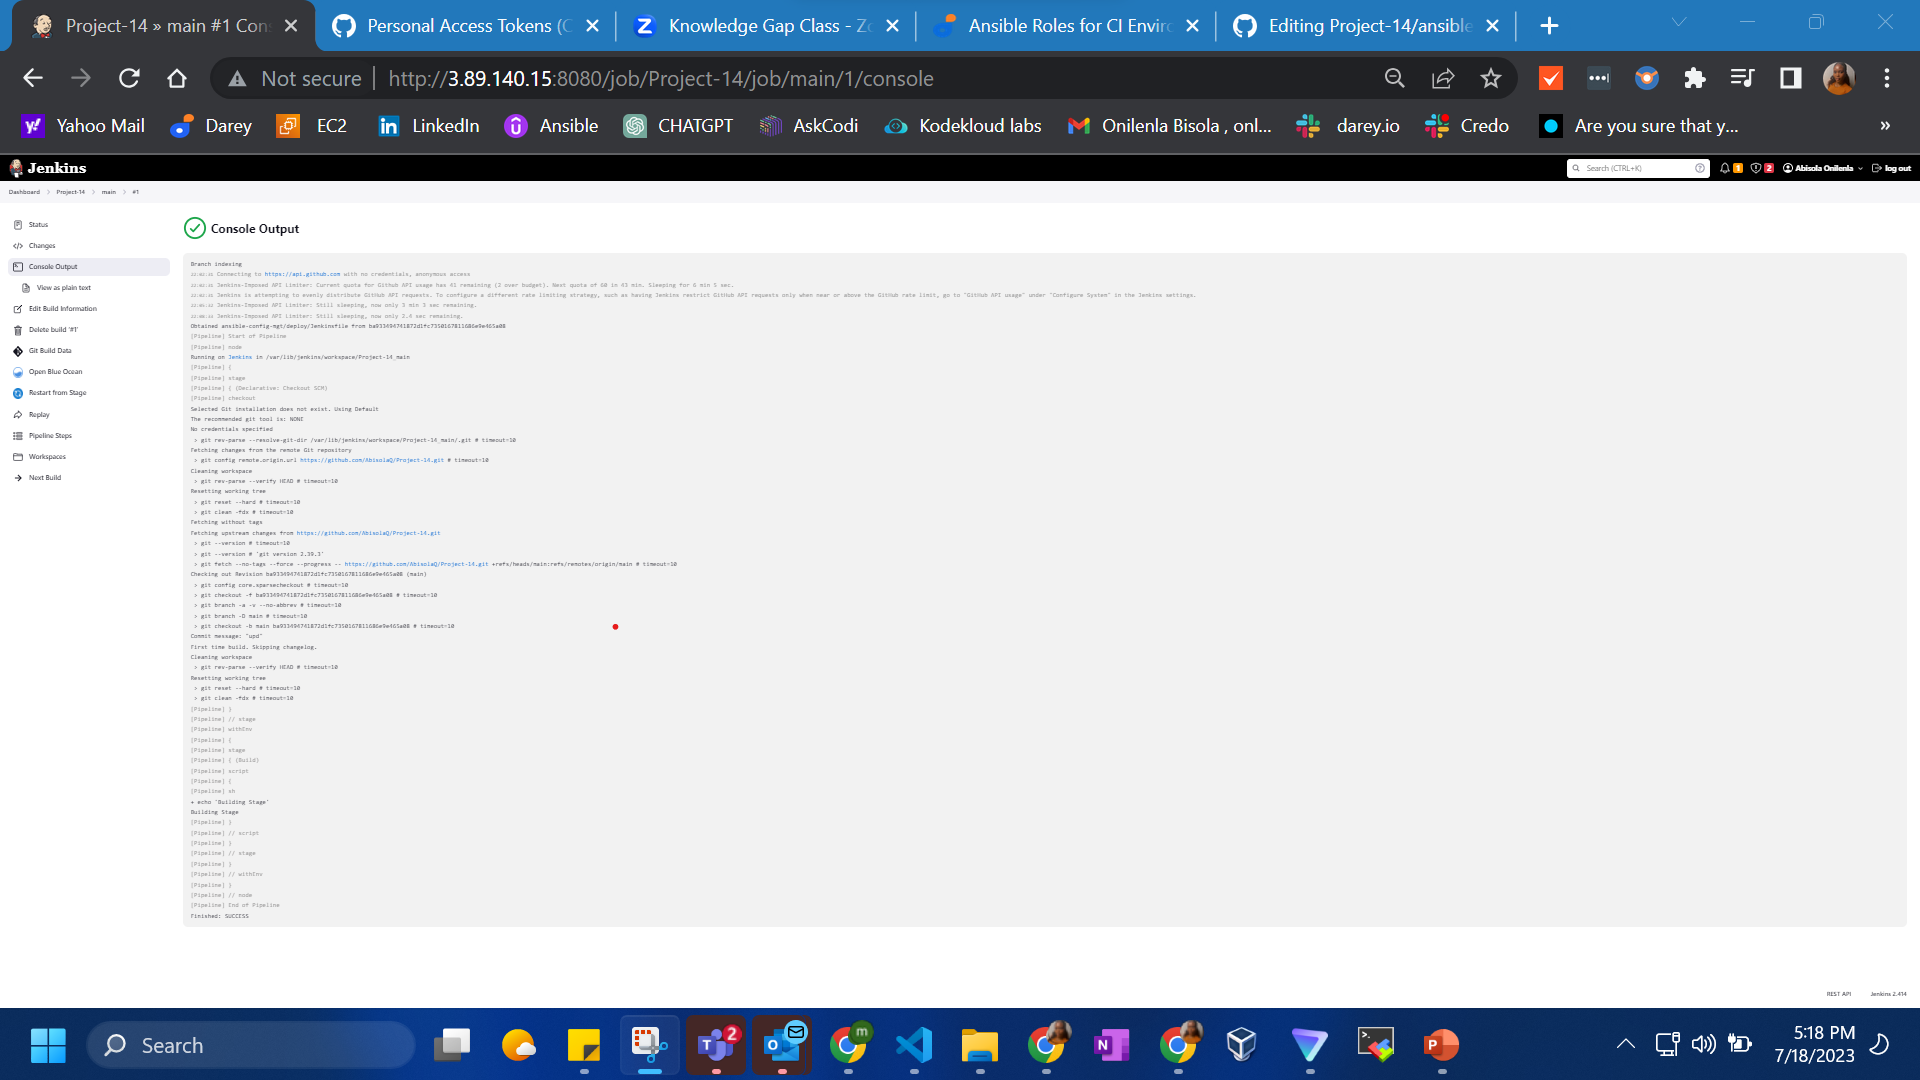 Project-14 » main #1 Con
Personal Access Tokens (C
Knowledge Gap Class - Zo
Ansible Roles for CI Enviro
Editing Project-14/ansible
Not secure
http://3.89.140.15:8080/job/Project-14/job/main/1/console
Yahoo Mail
Darey
EC2
LinkedIn
Ansible
CHATGPT
AskCodi
Kodekloud labs
Onilenla Bisola , onl...
darey.io
Credo
Are you sure that y...
»
Jenkins
Search (CTRL+K)
1
2
Abisola Onilenla
log out
Dashboard
Project-14
main
#1
Status
Changes
Console Output
View as plain text
Edit Build Information
Delete build '#1'
Git Build Data
Open Blue Ocean
Restart from Stage
Replay
Pipeline Steps
Workspaces
Next Build
Console Output
Branch indexing
Connecting to https://api.github.com with no credentials, anonymous access
Jenkins-Imposed API Limiter: Current quota for Github API usage has 41 remaining (2 over budget). Next quota of 60 in 43 min. Sleeping for 6 min 5 sec.
Jenkins is attempting to evenly distribute GitHub API requests. To configure a different rate limiting strategy, such as having Jenkins restrict GitHub API requests only when near or above the GitHub rate limit, go to "GitHub API usage" under "Configure System" in the Jenkins settings.
Jenkins-Imposed API Limiter: Still sleeping, now only 3 min 3 sec remaining.
Jenkins-Imposed API Limiter: Still sleeping, now only 2.4 sec remaining.
Obtained ansible-config-mgt/deploy/Jenkinsfile from ba933494741872d1fc7350167811686e9e465a08
[Pipeline] Start of Pipeline
[Pipeline] node
Running on Jenkins in /var/lib/jenkins/workspace/Project-14_main
[Pipeline] {
[Pipeline] stage
[Pipeline] { (Declarative: Checkout SCM)
[Pipeline] checkout
Selected Git installation does not exist. Using Default
The recommended git tool is: NONE
No credentials specified
> git rev-parse --resolve-git-dir /var/lib/jenkins/workspace/Project-14_main/.git # timeout=10
Fetching changes from the remote Git repository
> git config remote.origin.url https://github.com/AbisolaQ/Project-14.git # timeout=10
Cleaning workspace
> git rev-parse --verify HEAD # timeout=10
Resetting working tree
> git reset --hard # timeout=10
> git clean -fdx # timeout=10
Fetching without tags
Fetching upstream changes from https://github.com/AbisolaQ/Project-14.git
> git --version # timeout=10
> git --version # 'git version 2.39.3'
> git fetch --no-tags --force --progress -- https://github.com/AbisolaQ/Project-14.git +refs/heads/main:refs/remotes/origin/main # timeout=10
Checking out Revision ba933494741872d1fc7350167811686e9e465a08 (main)
> git config core.sparsecheckout # timeout=10
> git checkout -f ba933494741872d1fc7350167811686e9e465a08 # timeout=10
> git branch -a -v --no-abbrev # timeout=10
> git branch -D main # timeout=10
> git checkout -b main ba933494741872d1fc7350167811686e9e465a08 # timeout=10
Commit message: "upd"
First time build. Skipping changelog.
Cleaning workspace
> git rev-parse --verify HEAD # timeout=10
Resetting working tree
> git reset --hard # timeout=10
> git clean -fdx # timeout=10
[Pipeline] }
[Pipeline] // stage
[Pipeline] withEnv
[Pipeline] {
[Pipeline] stage
[Pipeline] { (Build)
[Pipeline] script
[Pipeline] {
[Pipeline] sh
+ echo 'Building Stage'
Building Stage
[Pipeline] }
[Pipeline] // script
[Pipeline] }
[Pipeline] // stage
[Pipeline] }
[Pipeline] // withEnv
[Pipeline] }
[Pipeline] // node
[Pipeline] End of Pipeline
Finished: SUCCESS
REST API
Jenkins 2.414
Search
2
m
5:18 PM
7/18/2023